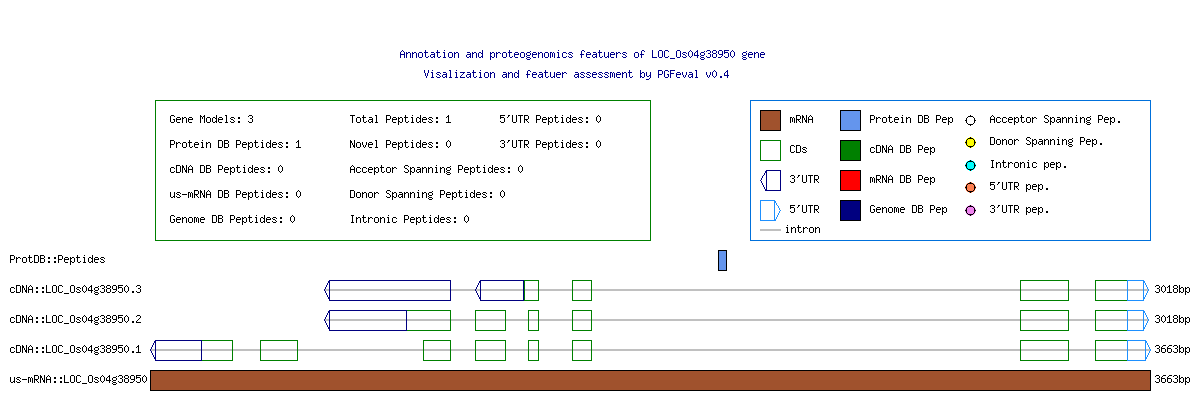 Annotation and proteogenomics featuers of LOC_Os04g38950 gene
Visalization and featuer assessment by PGFeval v0.4
Gene Models: 3 Total Peptides: 1 5'UTR Peptides: 0
Protein DB Peptides: 1 Novel Peptides: 0 3'UTR Peptides: 0
cDNA DB Peptides: 0 Acceptor Spanning Peptides: 0
us-mRNA DB Peptides: 0 Donor Spanning Peptides: 0
Genome DB Peptides: 0 Intronic Peptides: 0
mRNA Protein DB Pep Acceptor Spanning Pep.
CDs cDNA DB Pep Donor Spanning Pep.
3'UTR mRNA DB Pep Intronic pep.
5'UTR Genome DB Pep 5'UTR pep.
intron 3'UTR pep.
ProtDB::Peptides
cDNA::LOC_Os04g38950.3 3018bp
cDNA::LOC_Os04g38950.2 3018bp
cDNA::LOC_Os04g38950.1 3663bp
us-mRNA::LOC_Os04g38950 3663bp